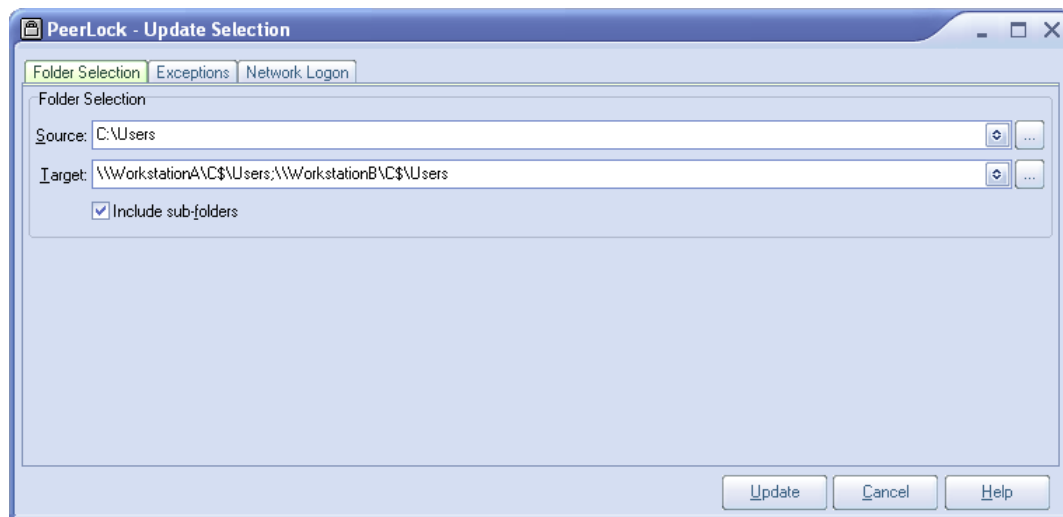 PeerLock - Update Selection
Folder Selection Exceptions Network Logon
Folder Selection
Source: C:\Users ...
Target: \\WorkstationA\C$\Users;\\WorkstationB\C$\Users ...
Include sub-folders
Update Cancel Help